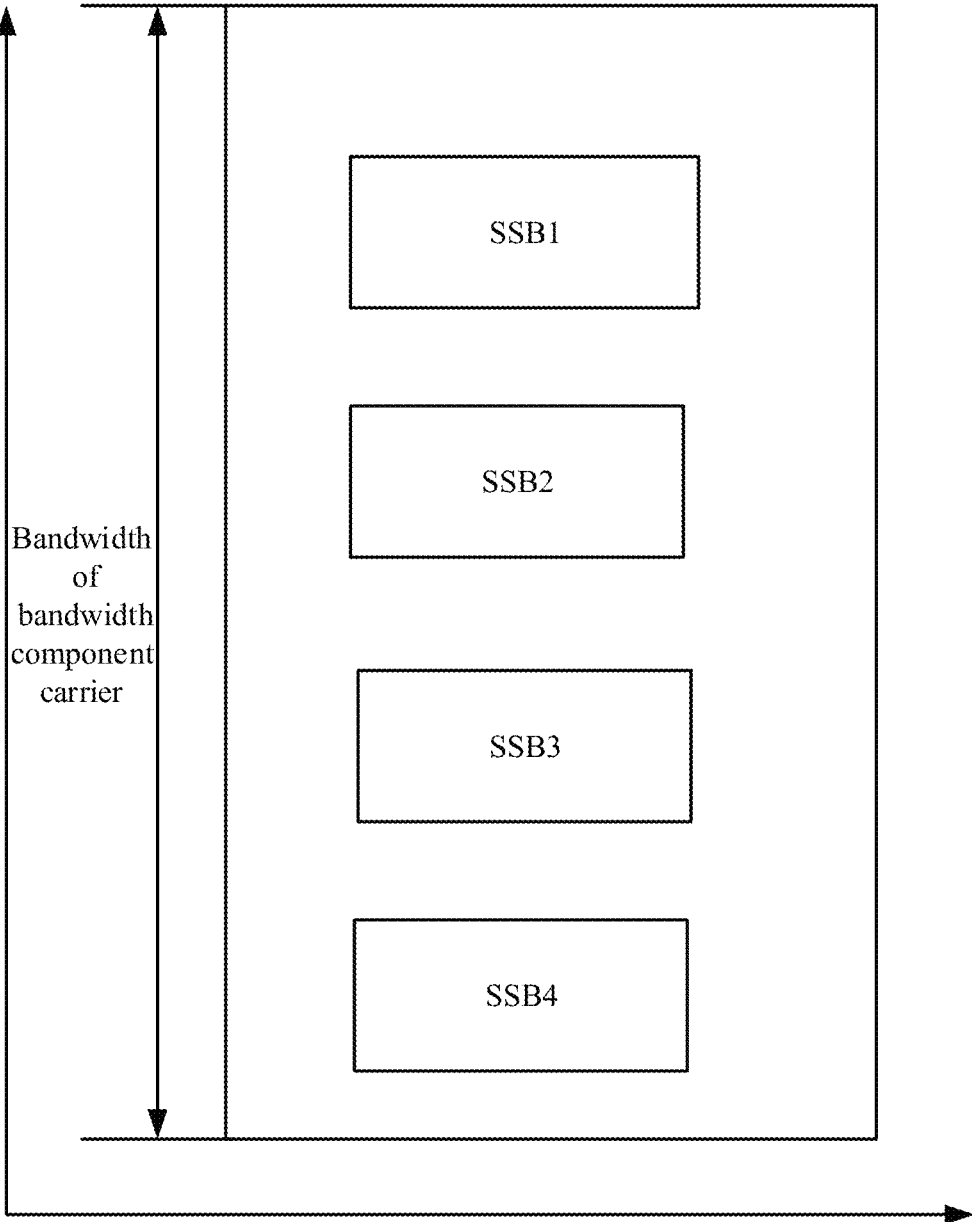 SSB1
SSB2
Bandwidth
of
bandwidth
component
carrier
SSB3
SSB4